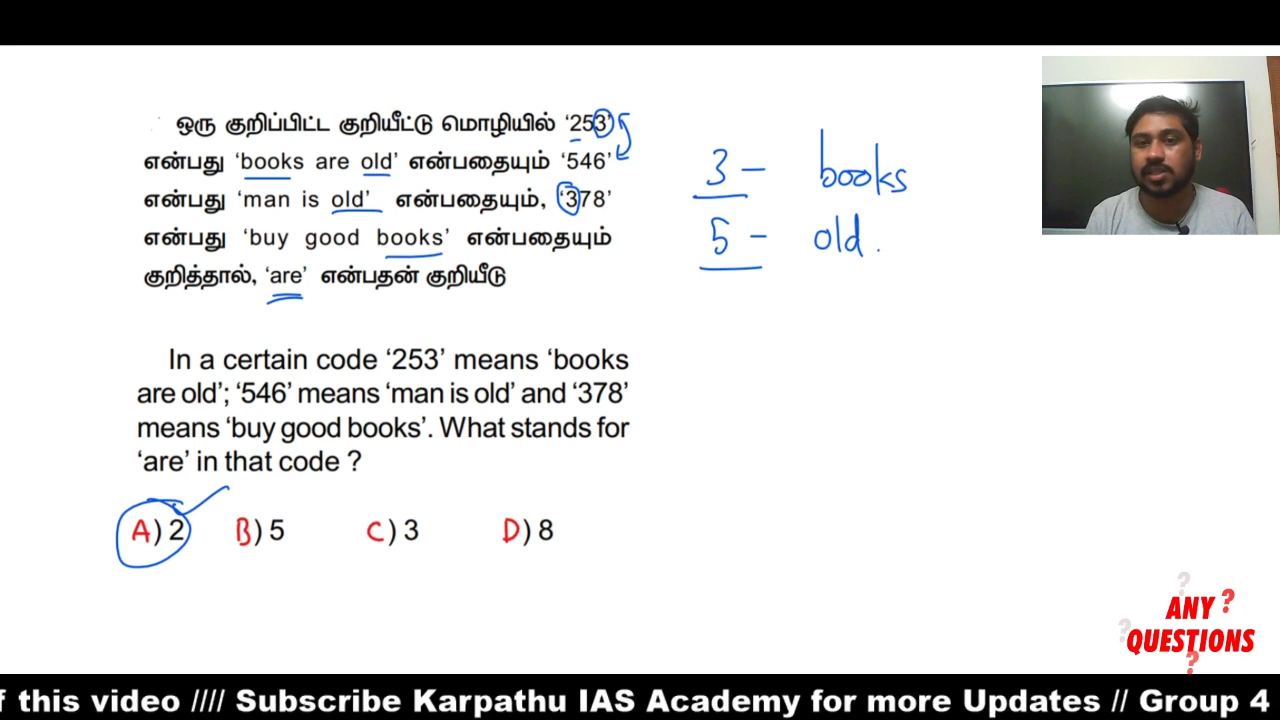 ஒரு குறிப்பிட்ட குறியீட்டு மொழியில் ‘253’
என்பது ‘books are old’ என்பதையும் ‘546’
என்பது ‘man is old’ என்பதையும், ‘378’
என்பது ‘buy good books’ என்பதையும்
குறித்தால், ‘are’ என்பதன் குறியீடு
3 – books
5 – old.
In a certain code ‘253’ means ‘books
are old’; ‘546’ means ‘man is old’ and ‘378’
means ‘buy good books’. What stands for
‘are’ in that code ?
A) 2 B) 5 C) 3 D) 8
ANY ?
QUESTIONS
f this video //// Subscribe Karpathu IAS Academy for more Updates // Group 4